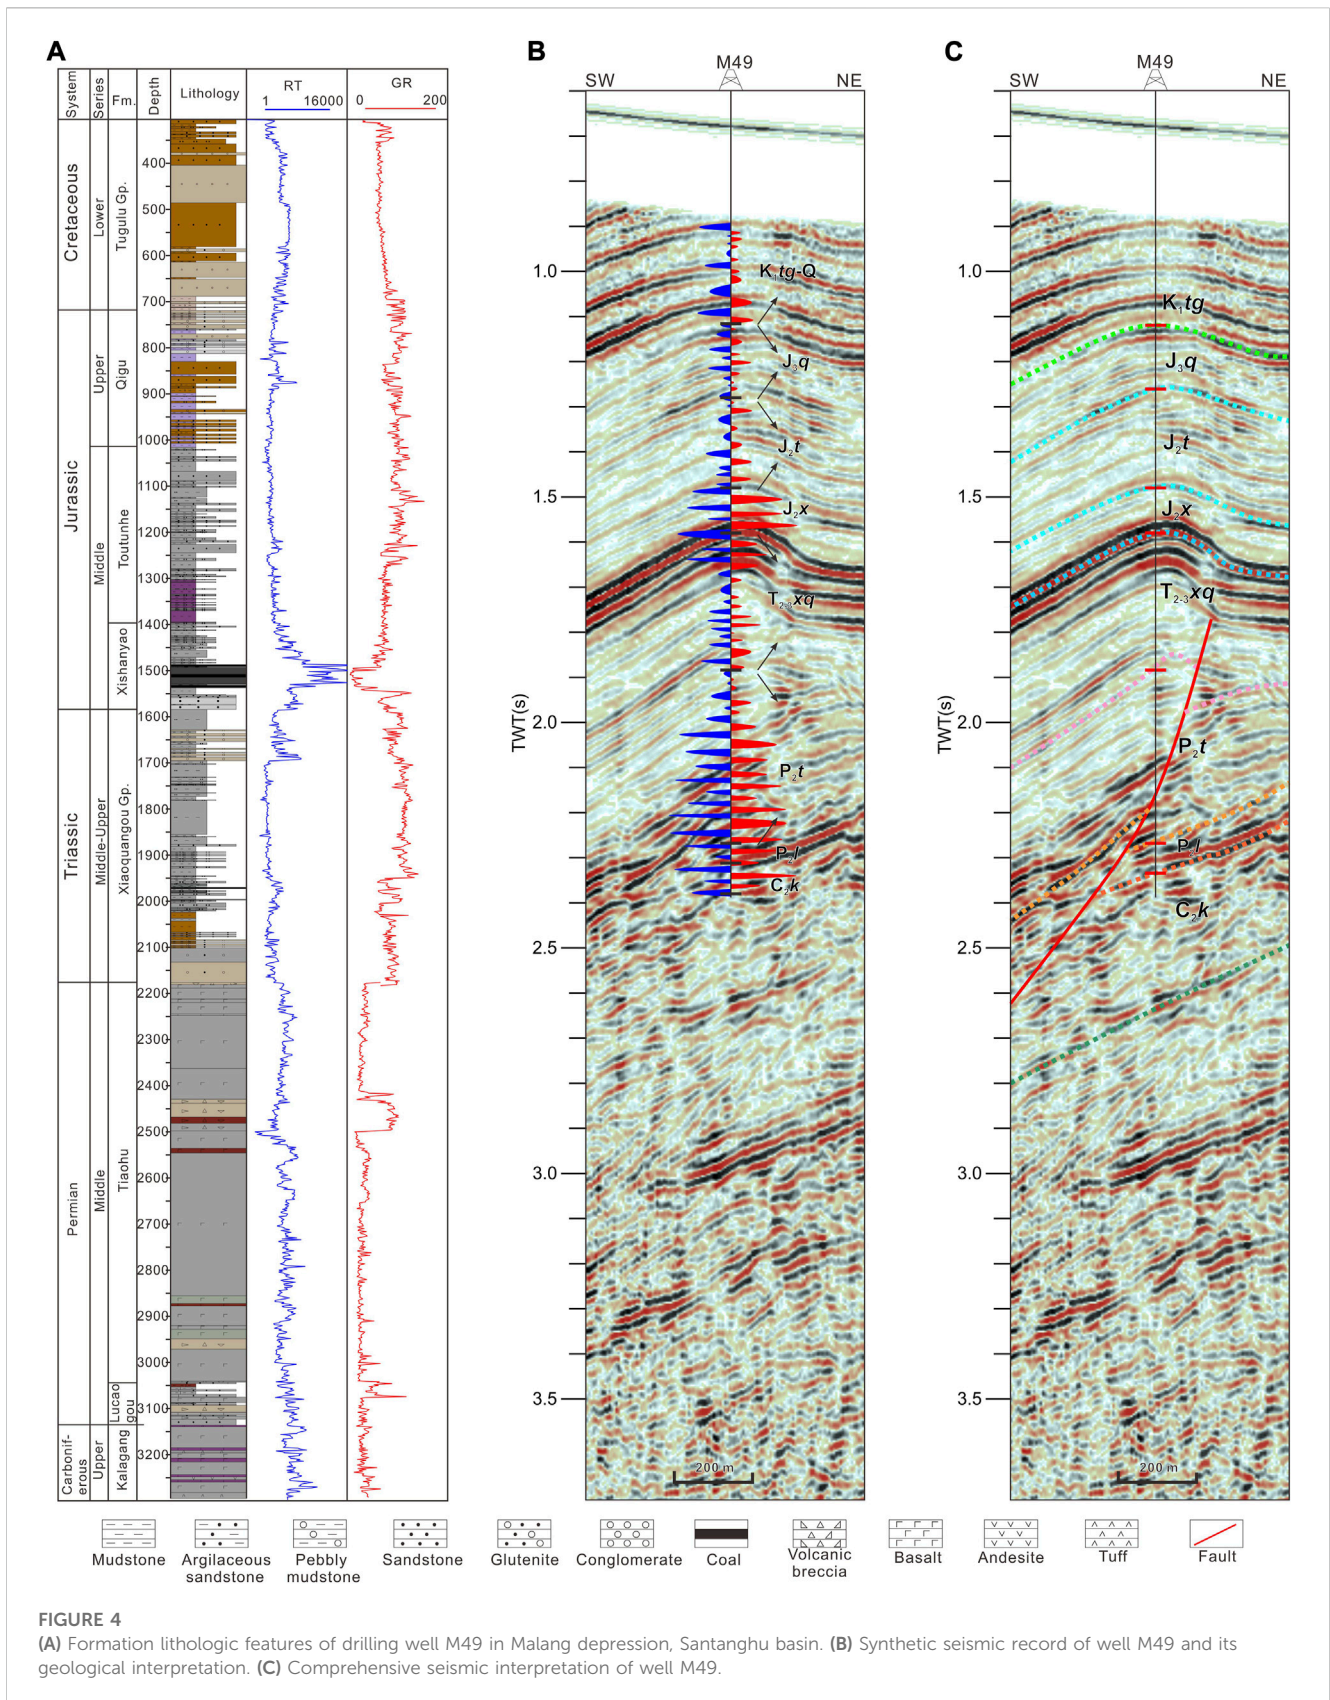 A
System
Series
Fm.
Depth
Lithology
RT
1 16000
GR
0 200
Cretaceous
Lower
Tugulu Gp.
Jurassic
Upper
Qigu
Middle
Toutunhe
Xishanyao
Triassic
Middle-Upper
Xiaoquangou Gp.
Permian
Middle
Tiaohu
Lucao
gou
Carbonif-
erous
Upper
Kalagang
400
500
600
700
800
900
1000
1100
1200
1300
1400
1500
1600
1700
1800
1900
2000
2100
2200
2300
2400
2500
2600
2700
2800
2900
3000
3100
3200
B
M49
SW NE
TWT(s)
1.0
1.5
2.0
2.5
3.0
3.5
K₁tg-Q
J₃q
J₂t
J₂x
T₂₋₃xq
P₂t
P₂l
C₂k
200 m
C
M49
SW NE
TWT(s)
1.0
1.5
2.0
2.5
3.0
3.5
K₁tg
J₃q
J₂t
J₂x
T₂₋₃xq
P₂t
P₂l
C₂k
200 m
Mudstone
Argilaceous
sandstone
Pebbly
mudstone
Sandstone
Glutenite
Conglomerate
Coal
Volcanic
breccia
Basalt
Andesite
Tuff
Fault
FIGURE 4
(A) Formation lithologic features of drilling well M49 in Malang depression, Santanghu basin. (B) Synthetic seismic record of well M49 and its
geological interpretation. (C) Comprehensive seismic interpretation of well M49.